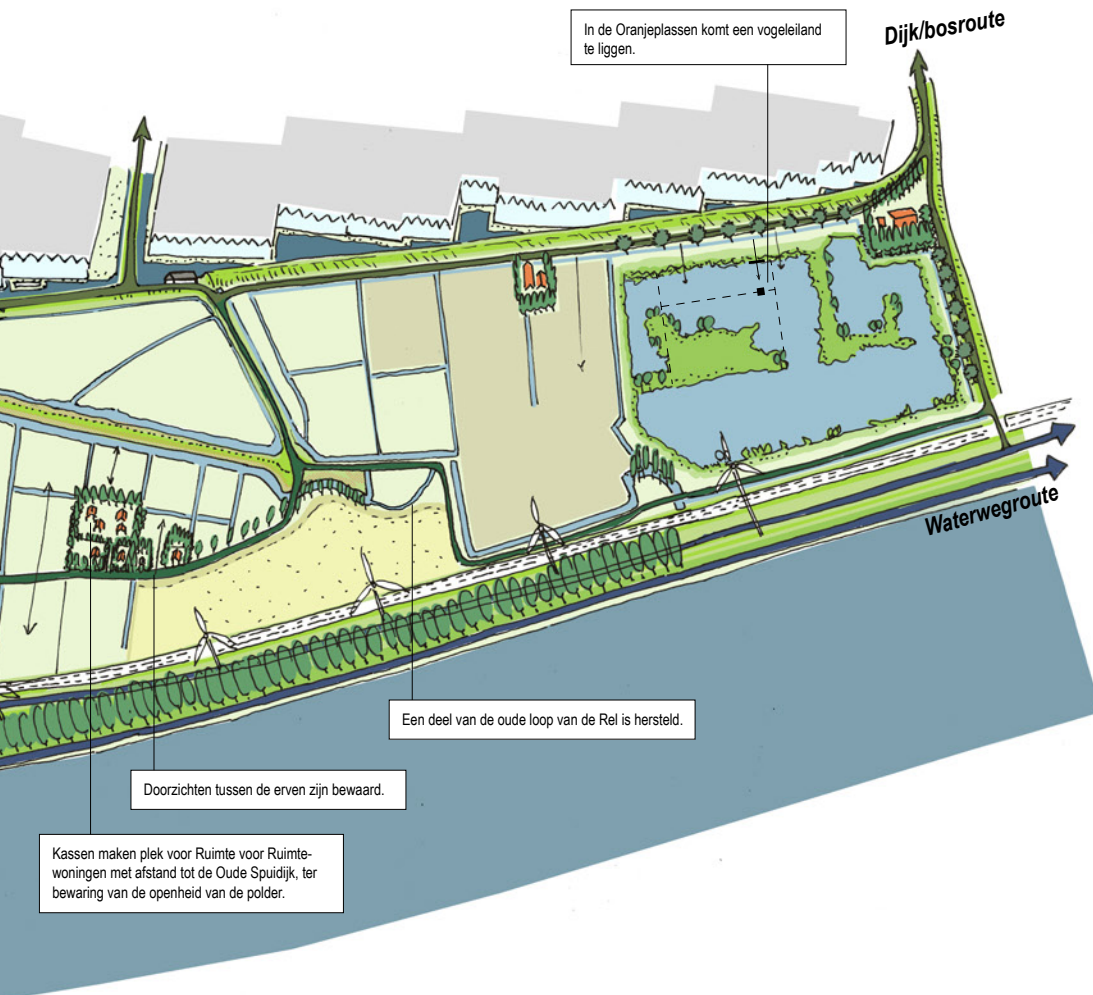 In de Oranjeplassen komt een vogeleiland
te liggen.
Dijk/bosroute
Waterwegroute
Een deel van de oude loop van de Rel is hersteld.
Doorzichten tussen de erven zijn bewaard.
Kassen maken plek voor Ruimte voor Ruimte-
woningen met afstand tot de Oude Spuidijk, ter
bewaring van de openheid van de polder.